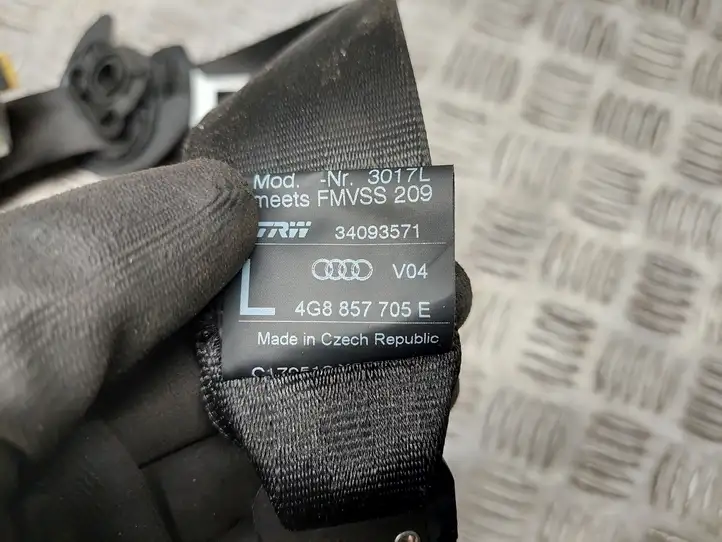 Mod. -Nr. 3017L
meets FMVSS 209
TRW 34093571
V04
L 4G8 857 705 E
Made in Czech Republic